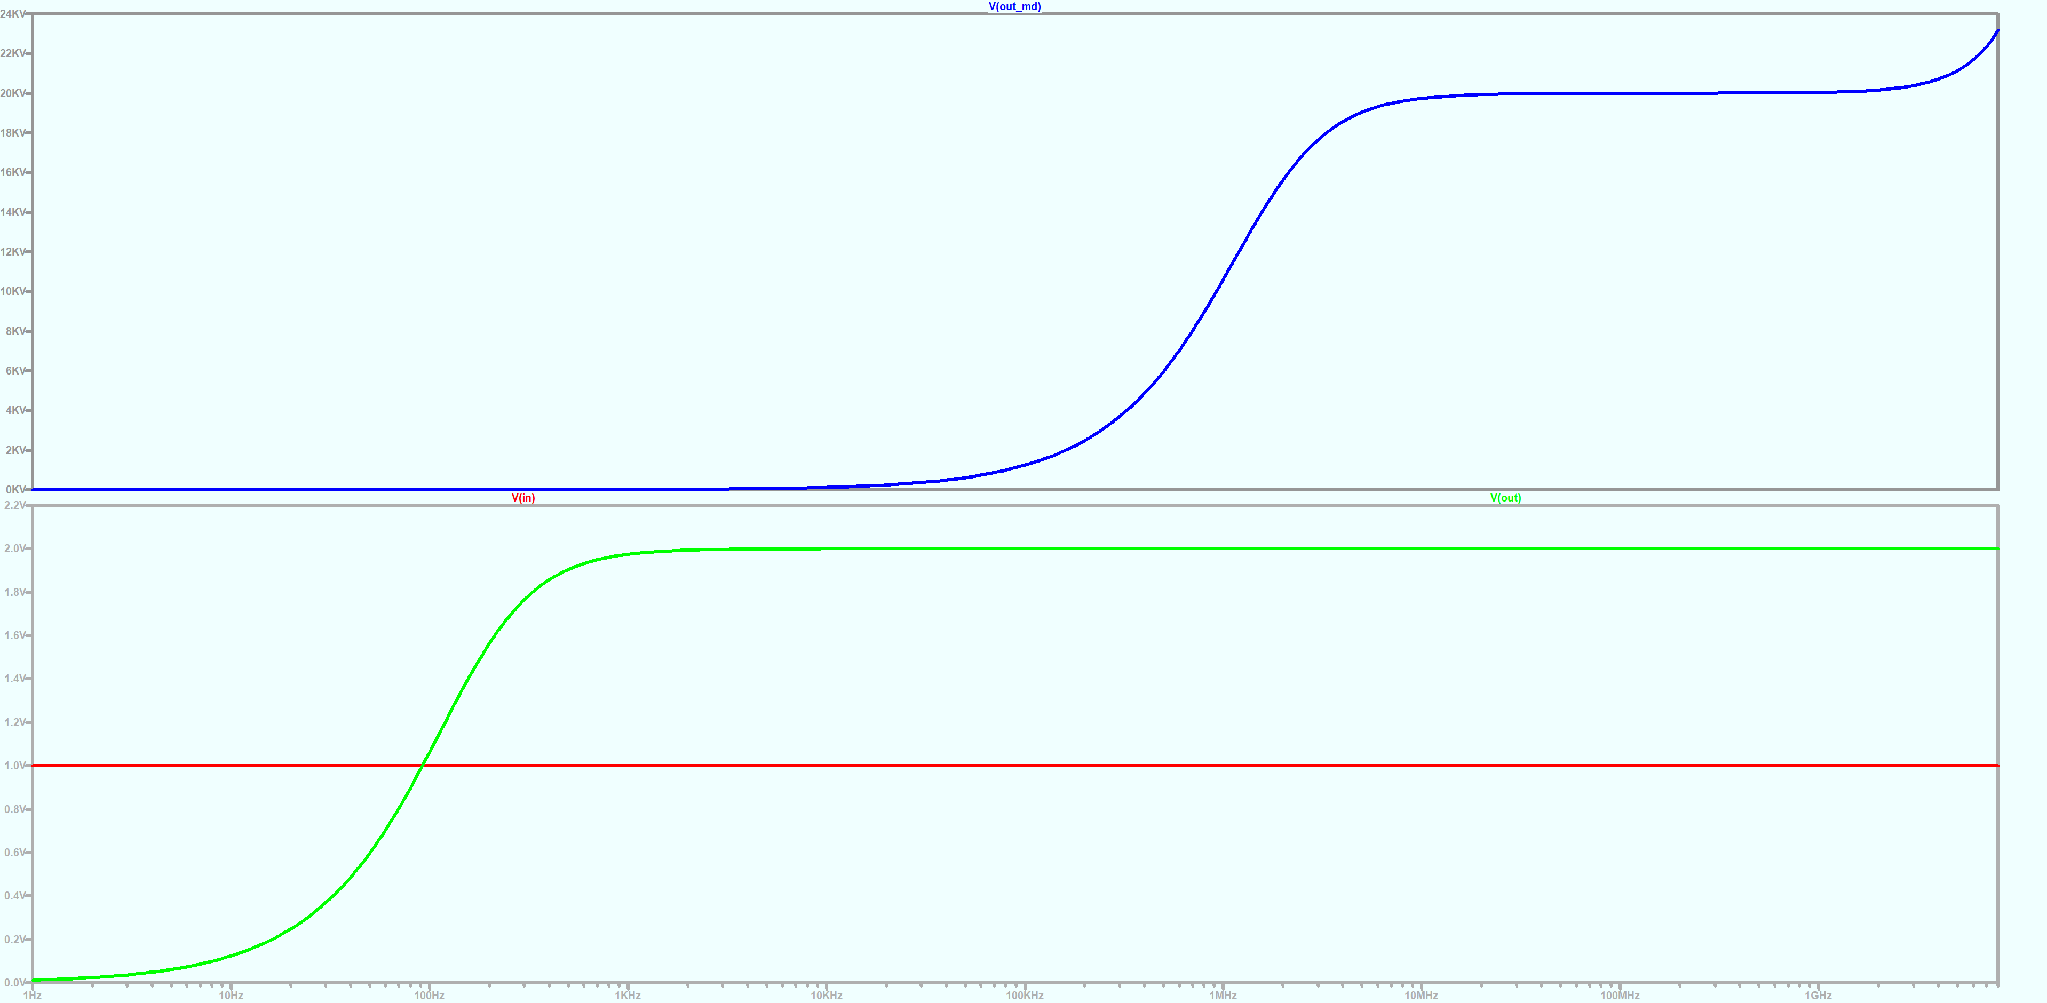 V(out_md)
24KV
22KV
20KV
18KV
16KV
14KV
12KV
10KV
8KV
6KV
4KV
2KV
0KV
V(in) V(out)
2.2V
2.0V
1.8V
1.6V
1.4V
1.2V
1.0V
0.8V
0.6V
0.4V
0.2V
0.0V
1Hz 10Hz 100Hz 1KHz 10KHz 100KHz 1MHz 10MHz 100MHz 1GHz